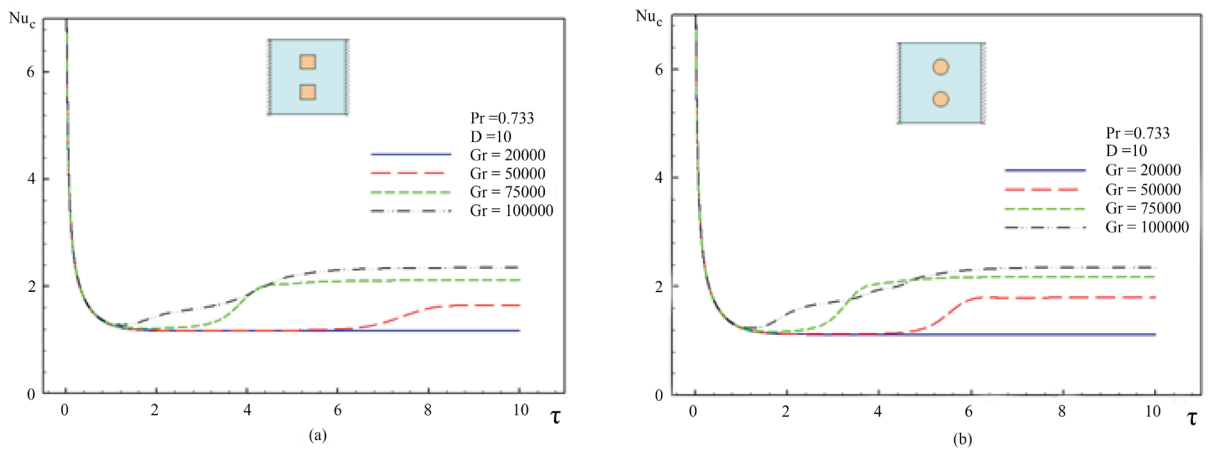 Nu_c
6
4
2
0
Pr =0.733
D =10
Gr = 20000
Gr = 50000
Gr = 75000
Gr = 100000
0 2 4 6 8 10 τ
(a)
Nu_c
6
4
2
0
Pr =0.733
D =10
Gr = 20000
Gr = 50000
Gr = 75000
Gr = 100000
0 2 4 6 8 10 τ
(b)